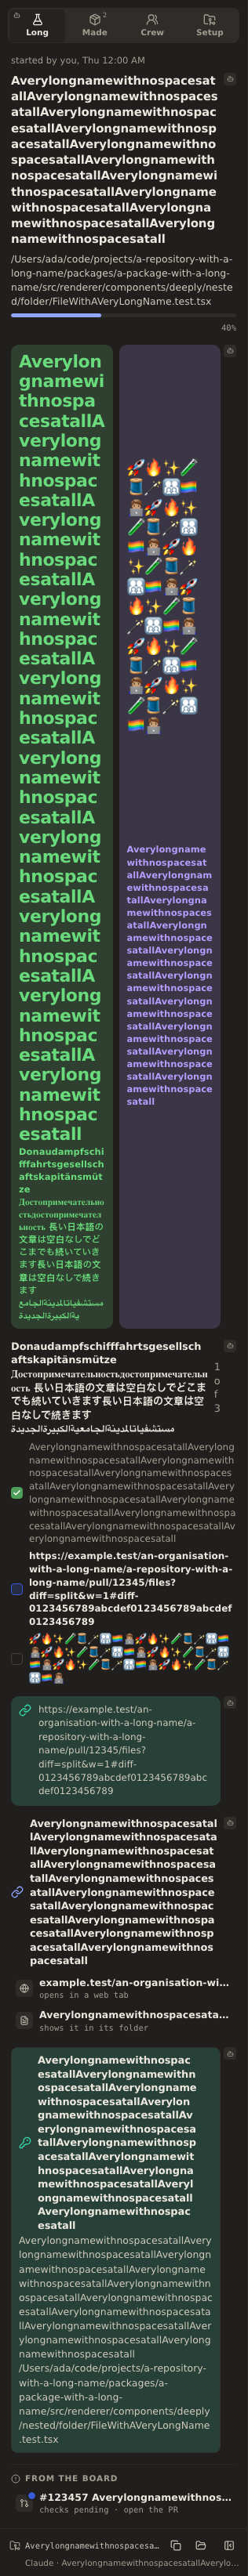 Long
Made
2
Crew
Setup
started by you, Thu 12:00 AM
Averylongnamewithnospacesat
allAverylongnamewithnospaces
atallAverylongnamewithnospac
esatallAverylongnamewithnosp
acesatallAverylongnamewithno
spacesatallAverylongnamewith
nospacesatallAverylongnamewi
thnospacesatallAverylongname
withnospacesatallAverylongna
mewithnospacesatallAverylong
namewithnospacesatall
/Users/ada/code/projects/a-repository-with-a-
long-name/packages/a-package-with-a-long-
name/src/renderer/components/deeply/neste
d/folder/FileWithAVeryLongName.test.tsx
40%
Averylon
gnamewi
thnospa
cesatallA
verylong
namewit
hnospac
esatallA
verylong
namewit
hnospac
esatallA
verylong
namewit
hnospac
esatallA
verylong
namewit
hnospac
esatallA
verylong
namewit
hnospac
esatallA
verylong
namewit
hnospac
esatallA
verylong
namewit
hnospac
esatallA
verylong
namewit
hnospac
esatallA
verylong
namewit
hnospac
esatall
Donaudampfschi
fffahrtsgesellsch
aftskapitänsmüt
ze
Достопримечательно
стьдостопримечател
ьность 長い日本語の
文章は空白なしでど
こまでも続いていき
ます長い日本語の文
章は空白なしで続き
ます
مستشفياتالمدينةالجامع
يةالكبيرةالجديدة
Averylongname
withnospacesat
allAverylongnam
ewithnospacesa
tallAverylongna
mewithnospaces
atallAverylongn
amewithnospace
satallAverylongn
amewithnospace
satallAverylongn
amewithnospace
satallAverylongn
amewithnospace
satallAverylongn
amewithnospace
satallAverylongn
amewithnospace
satallAverylongn
amewithnospace
satall
Donaudampfschifffahrtsgesellsch
aftskapitänsmütze
Достопримечательностьдостопримечательн
ость 長い日本語の文章は空白なしでどこま
でも続いていきます長い日本語の文章は空
白なしで続きます
مستشفياتالمدينةالجامعيةالكبيرةالجديدة
1
o
f
3
AverylongnamewithnospacesatallAverylong
namewithnospacesatallAverylongnamewith
nospacesatallAverylongnamewithnospaces
atallAverylongnamewithnospacesatallAvery
longnamewithnospacesatallAverylongname
withnospacesatallAverylongnamewithnosp
acesatallAverylongnamewithnospacesatallAv
erylongnamewithnospacesatall
https://example.test/an-organisation-
with-a-long-name/a-repository-with-a-
long-name/pull/12345/files?
diff=split&w=1#diff-
0123456789abcdef0123456789abcdef
0123456789
https://example.test/an-
organisation-with-a-long-name/a-
repository-with-a-long-
name/pull/12345/files?
diff=split&w=1#diff-
0123456789abcdef0123456789abc
def0123456789
Averylongnamewithnospacesatal
lAverylongnamewithnospacesata
llAverylongnamewithnospacesat
allAverylongnamewithnospacesa
tallAverylongnamewithnospaces
atallAverylongnamewithnospace
satallAverylongnamewithnospac
esatallAverylongnamewithnosp
acesatallAverylongnamewithno
spacesatallAverylongnamewith
nospacesatall
example.test/an-organisation-wi...
opens in a web tab
Averylongnamewithnospacesata...
shows it in its folder
Averylongnamewithnospac
esatallAverylongnamewithn
ospacesatallAverylongname
withnospacesatallAverylon
gnamewithnospacesatallAv
erylongnamewithnospacesa
tallAverylongnamewithnosp
acesatallAverylongnamewit
hnospacesatallAverylongna
mewithnospacesatallAveryl
ongnamewithnospacesatall
Averylongnamewithnospac
esatall
AverylongnamewithnospacesatallAvery
longnamewithnospacesatallAverylongn
amewithnospacesatallAverylongname
withnospacesatallAverylongnamewithn
ospacesatallAverylongnamewithnospac
esatallAverylongnamewithnospacesata
llAverylongnamewithnospacesatallAver
ylongnamewithnospacesatallAverylong
namewithnospacesatall
/Users/ada/code/projects/a-repository-
with-a-long-name/packages/a-
package-with-a-long-
name/src/renderer/components/deeply
/nested/folder/FileWithAVeryLongName
.test.tsx
FROM THE BOARD
#123457 Averylongnamewithnos...
checks pending · open the PR
Averylongnamewithnospacesa...
Claude · AverylongnamewithnospacesatallAverylo...